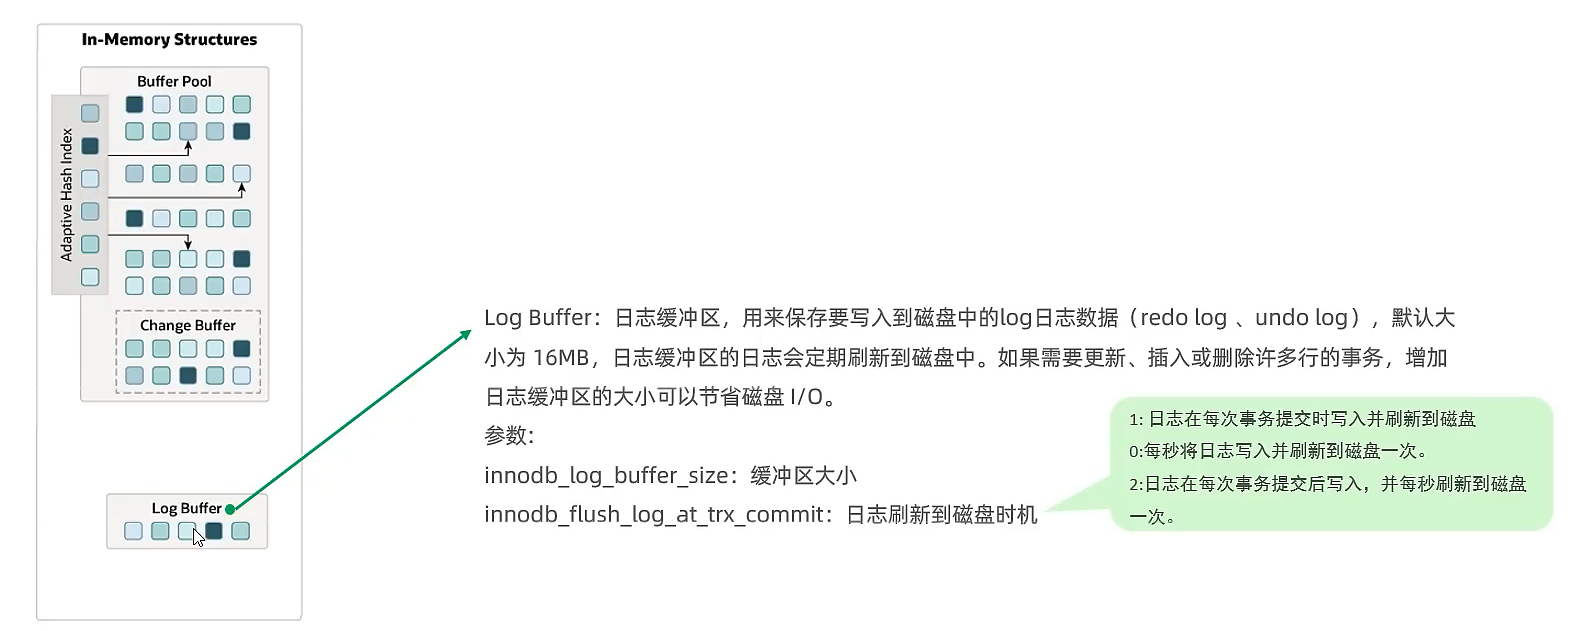 In-Memory Structures
Buffer Pool
Adaptive Hash Index
Change Buffer
Log Buffer
Log Buffer：日志缓冲区，用来保存要写入到磁盘中的log日志数据（redo log 、undo log），默认大
小为 16MB，日志缓冲区的日志会定期刷新到磁盘中。如果需要更新、插入或删除许多行的事务，增加
日志缓冲区的大小可以节省磁盘 I/O。
参数:
innodb_log_buffer_size：缓冲区大小
innodb_flush_log_at_trx_commit：日志刷新到磁盘时机
1: 日志在每次事务提交时写入并刷新到磁盘
0:每秒将日志写入并刷新到磁盘一次。
2:日志在每次事务提交后写入，并每秒刷新到磁盘
一次。